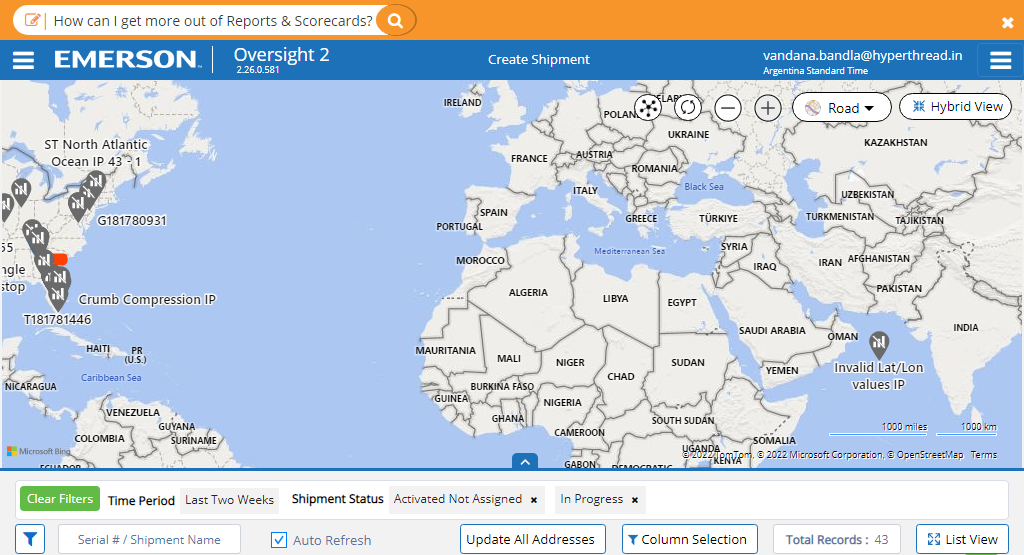 How can I get more out of Reports & Scorecards?
EMERSON
Oversight 2
2.26.0.581
Create Shipment
vandana.bandla@hyperthread.in
Argentina Standard Time
IRELAND
POLAN
ELAR
Road
Hybrid View
UKRAINE
KAZAKHSTAN
ST North Atlantic
Ocean IP 43 - 1
FRANCE
AUSTRIA
ROMANIA
ITALY
Black Sea
UZBEKISTAN
G181780931
SPAIN
PORTUGAL
GREECE
TÜRKIYE
TURKMENISTAN
TAJIKISTAN
55
Mediterranean Sea
SYRIA
MOROCCO
IRAQ
IRAN
AFGHANISTAN
ngle
stop
PAKISTAN
Crumb Compression IP
ALGERIA
LIBYA
EGYPT
T181781446
SAUDI ARABIA
OMAN
INDIA
HAITI
PR
(U.S.)
MAURITANIA
MALI
NIGER
CHAD
SUDAN
YEMEN
Invalid Lat/Lon
values IP
Caribbean Sea
NICARAGUA
BURKINA FASO
GUINEA
NIGERIA
VENEZUELA
GUYANA
GHANA
SOUTH SUDAN
COLOMBIA
SURINAME
CAMEROON
SOMALIA
1000 miles
1000 km
Microsoft Bing
UGANDA
KENYA
© 2022 TomTom, © 2022 Microsoft Corporation, © OpenStreetMap Terms
ECUADOR
GABON
DEMOCRATIC
Clear Filters
Time Period
Last Two Weeks
Shipment Status
Activated Not Assigned ×
In Progress ×
Serial # / Shipment Name
Auto Refresh
Update All Addresses
Column Selection
Total Records : 43
List View